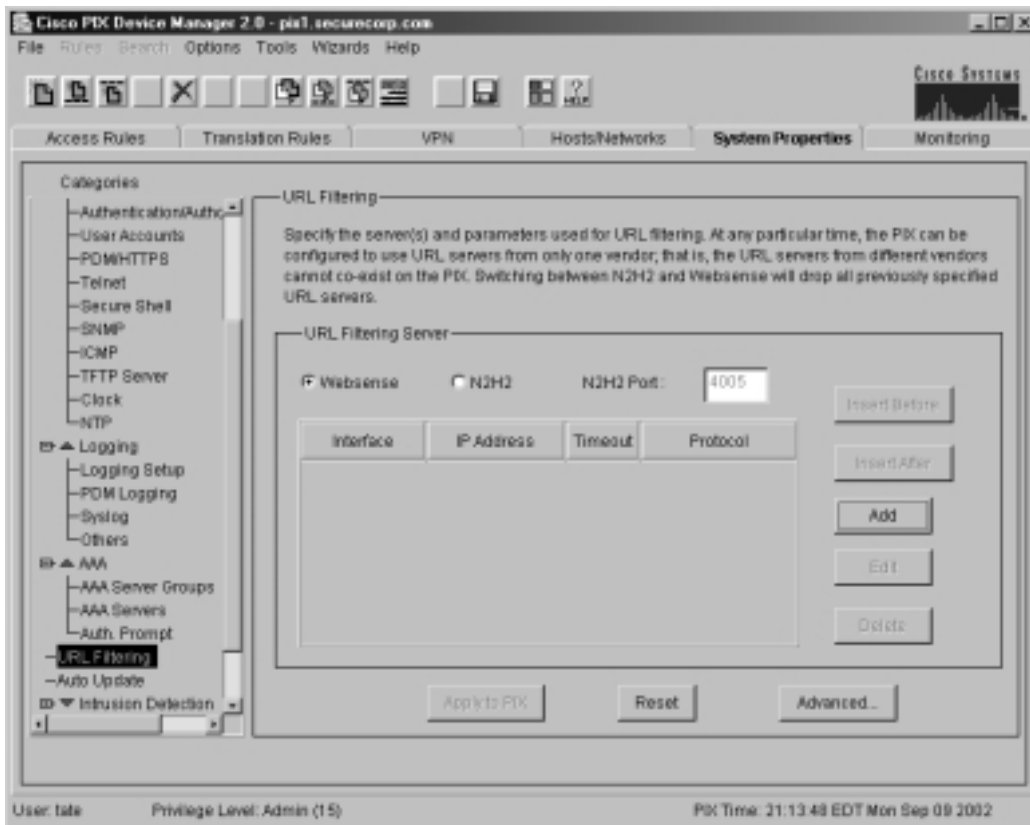 Cisco PIX Device Manager 2.0 - pix1.securecorp.com
File Rules Search Options Tools Wizards Help
CISCO SYSTEMS
HELP
Access Rules Translation Rules VPN Hosts/Networks System Properties Monitoring
Categories
Authentication/Autho
User Accounts
PDM/HTTPS
Telnet
Secure Shell
SNMP
ICMP
TFTP Server
Clock
NTP
Logging
Logging Setup
PDM Logging
Syslog
Others
AAA
AAA Server Groups
AAA Servers
Auth. Prompt
URL Filtering
Auto Update
Intrusion Detection
URL Filtering
Specify the server(s) and parameters used for URL filtering. At any particular time, the PIX can be
configured to use URL servers from only one vendor; that is, the URL servers from different vendors
cannot co-exist on the PIX. Switching between N2H2 and Websense will drop all previously specified
URL servers.
URL Filtering Server
Websense N2H2 N2H2 Port: 4005
Interface IP Address Timeout Protocol
Insert Before
Insert After
Add
Edit
Delete
Apply to PIX Reset Advanced...
User: tate Privilege Level: Admin (15) PIX Time: 21:13:48 EDT Mon Sep 09 2002